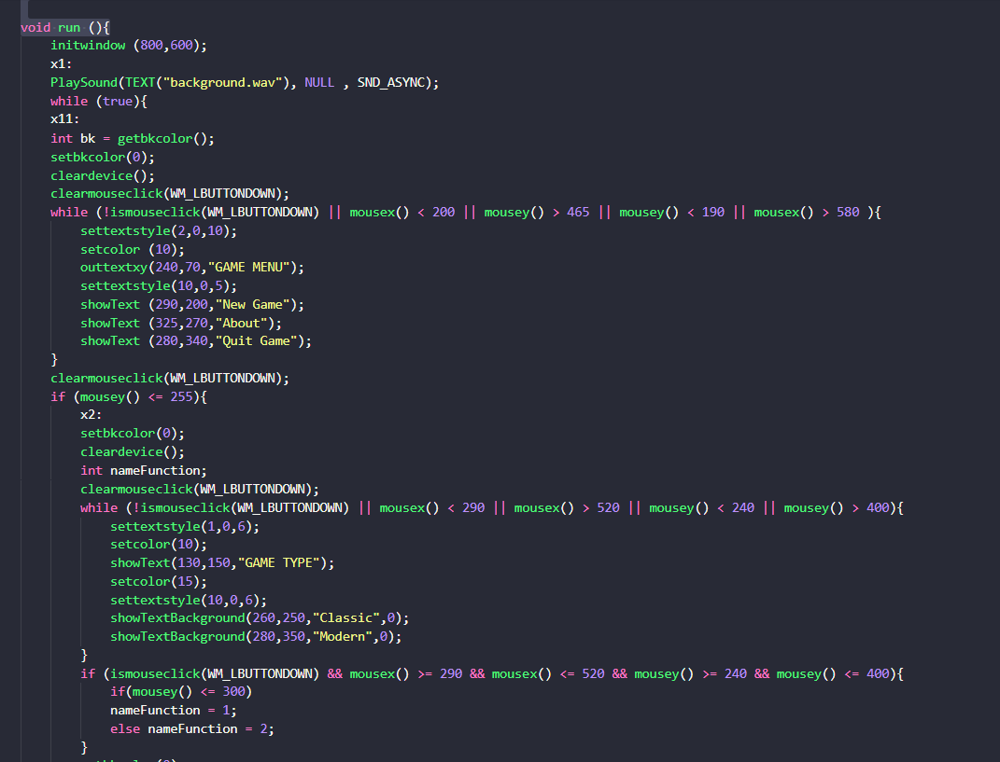 void run (){
    initwindow (800,600);
    x1:
    PlaySound(TEXT("background.wav"), NULL , SND_ASYNC);
    while (true){
    x11:
    int bk = getbkcolor();
    setbkcolor(0);
    cleardevice();
    clearmouseclick(WM_LBUTTONDOWN);
    while (!ismouseclick(WM_LBUTTONDOWN) || mousex() < 200 || mousey() > 465 || mousey() < 190 || mousex() > 580 ){
        settextstyle(2,0,10);
        setcolor (10);
        outtextxy(240,70,"GAME MENU");
        settextstyle(10,0,5);
        showText (290,200,"New Game");
        showText (325,270,"About");
        showText (280,340,"Quit Game");
    }
    clearmouseclick(WM_LBUTTONDOWN);
    if (mousey() <= 255){
        x2:
        setbkcolor(0);
        cleardevice();
        int nameFunction;
        clearmouseclick(WM_LBUTTONDOWN);
        while (!ismouseclick(WM_LBUTTONDOWN) || mousex() < 290 || mousex() > 520 || mousey() < 240 || mousey() > 400){
            settextstyle(1,0,6);
            setcolor(10);
            showText(130,150,"GAME TYPE");
            setcolor(15);
            settextstyle(10,0,6);
            showTextBackground(260,250,"Classic",0);
            showTextBackground(280,350,"Modern",0);
        }
        if (ismouseclick(WM_LBUTTONDOWN) && mousex() >= 290 && mousex() <= 520 && mousey() >= 240 && mousey() <= 400){
            if(mousey() <= 300)
            nameFunction = 1;
            else nameFunction = 2;
        }